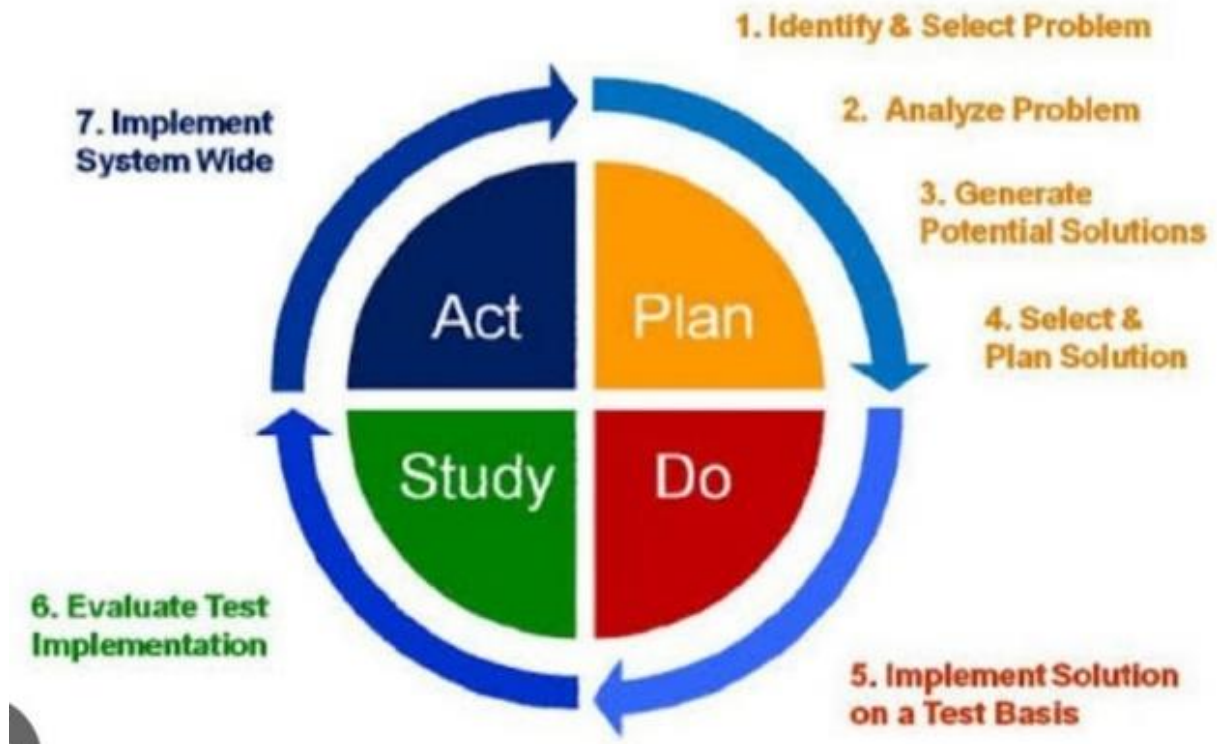 1. Identify & Select Problem
2. Analyze Problem
3. Generate
Potential Solutions
4. Select &
Plan Solution
5. Implement Solution
on a Test Basis
6. Evaluate Test
Implementation
7. Implement
System Wide
Act
Plan
Study
Do